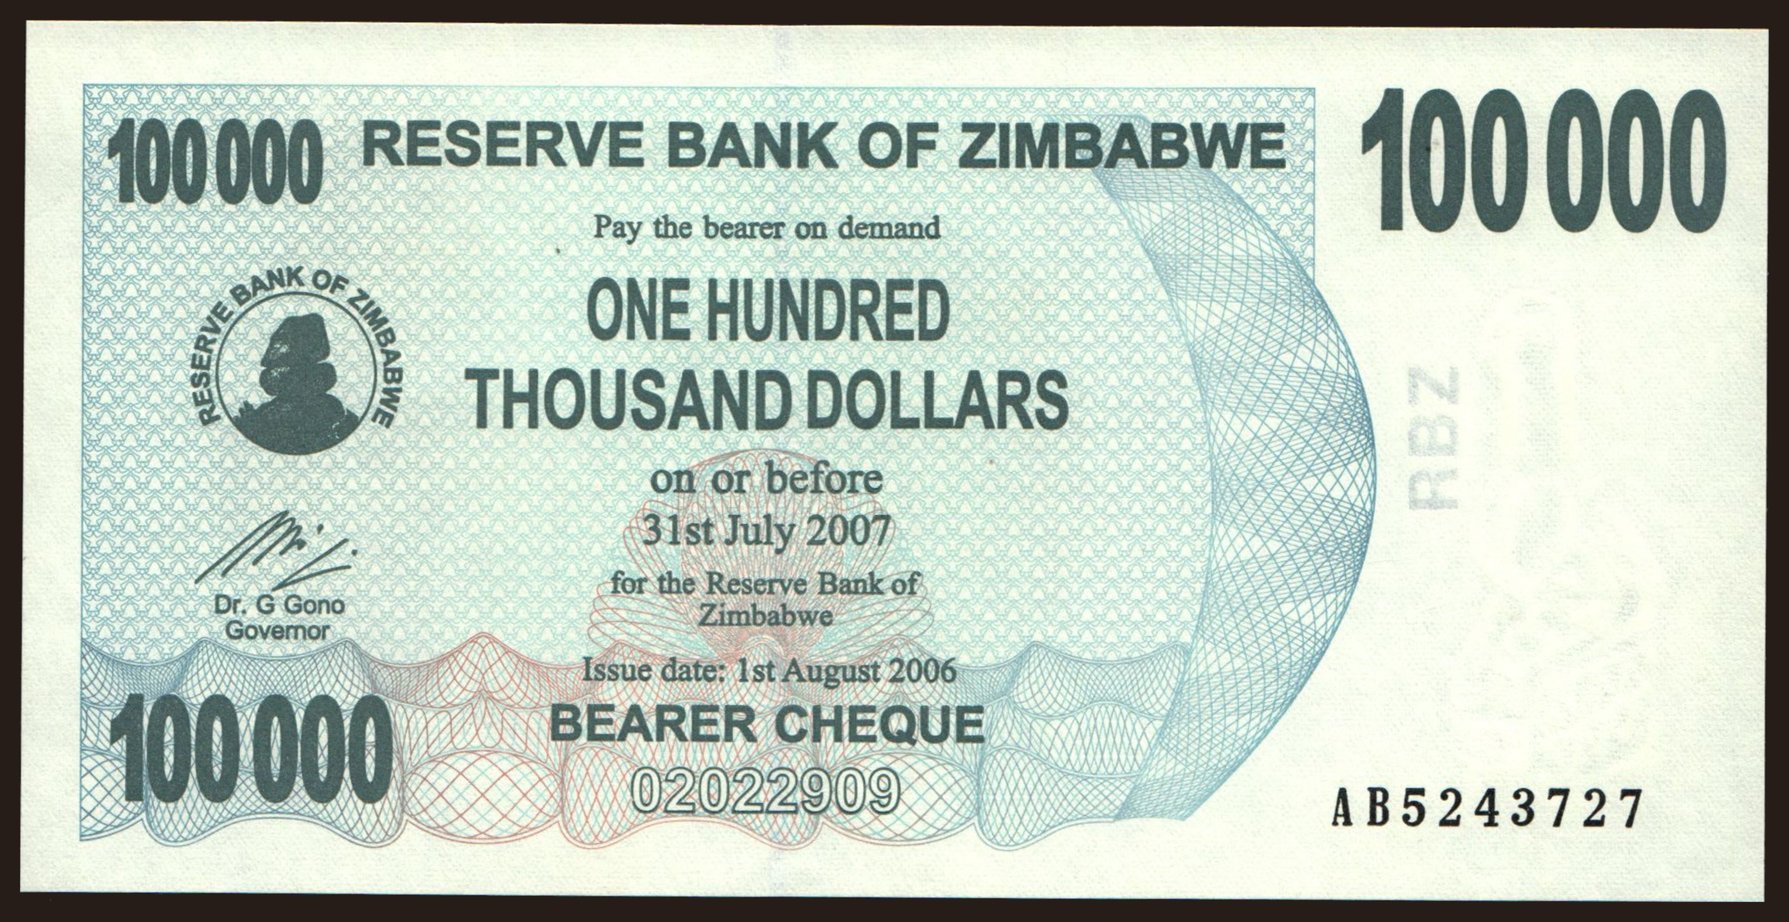 100 000 RESERVE BANK OF ZIMBABWE 100 000
Pay the bearer on demand
RESERVE BANK OF ZIMBABWE
ONE HUNDRED
THOUSAND DOLLARS
on or before
31st July 2007
for the Reserve Bank of
Zimbabwe
Dr. G Gono
Governor
RBZ
Issue date: 1st August 2006
100 000
BEARER CHEQUE
02022909
AB5243727